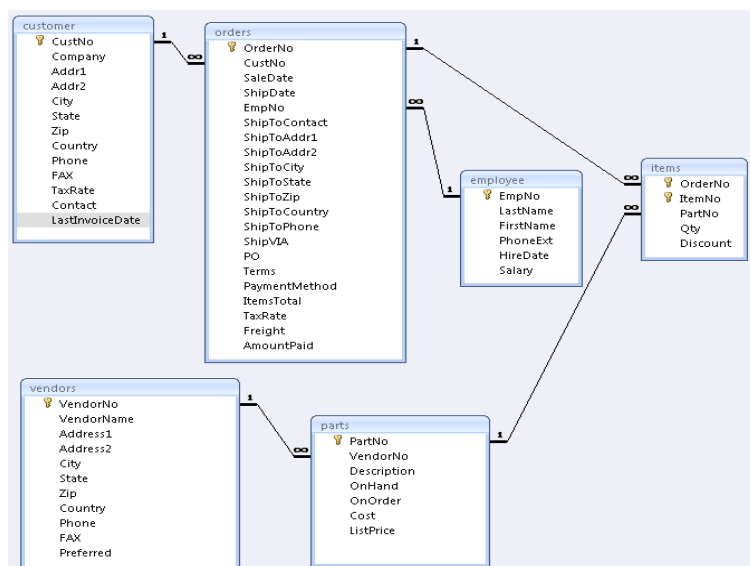 customer
CustNo
Company
Addr1
Addr2
City
State
Zip
Country
Phone
FAX
TaxRate
Contact
LastInvoiceDate
1
∞
orders
OrderNo
CustNo
SaleDate
ShipDate
EmpNo
ShipToContact
ShipToAddr1
ShipToAddr2
ShipToCity
ShipToState
ShipToZip
ShipToCountry
ShipToPhone
ShipVIA
PO
Terms
PaymentMethod
ItemsTotal
TaxRate
Freight
AmountPaid
1
∞
1
employee
EmpNo
LastName
FirstName
PhoneExt
HireDate
Salary
∞
∞
items
OrderNo
ItemNo
PartNo
Qty
Discount
vendors
VendorNo
VendorName
Address1
Address2
City
State
Zip
Country
Phone
FAX
Preferred
1
∞
parts
PartNo
VendorNo
Description
OnHand
OnOrder
Cost
ListPrice
1